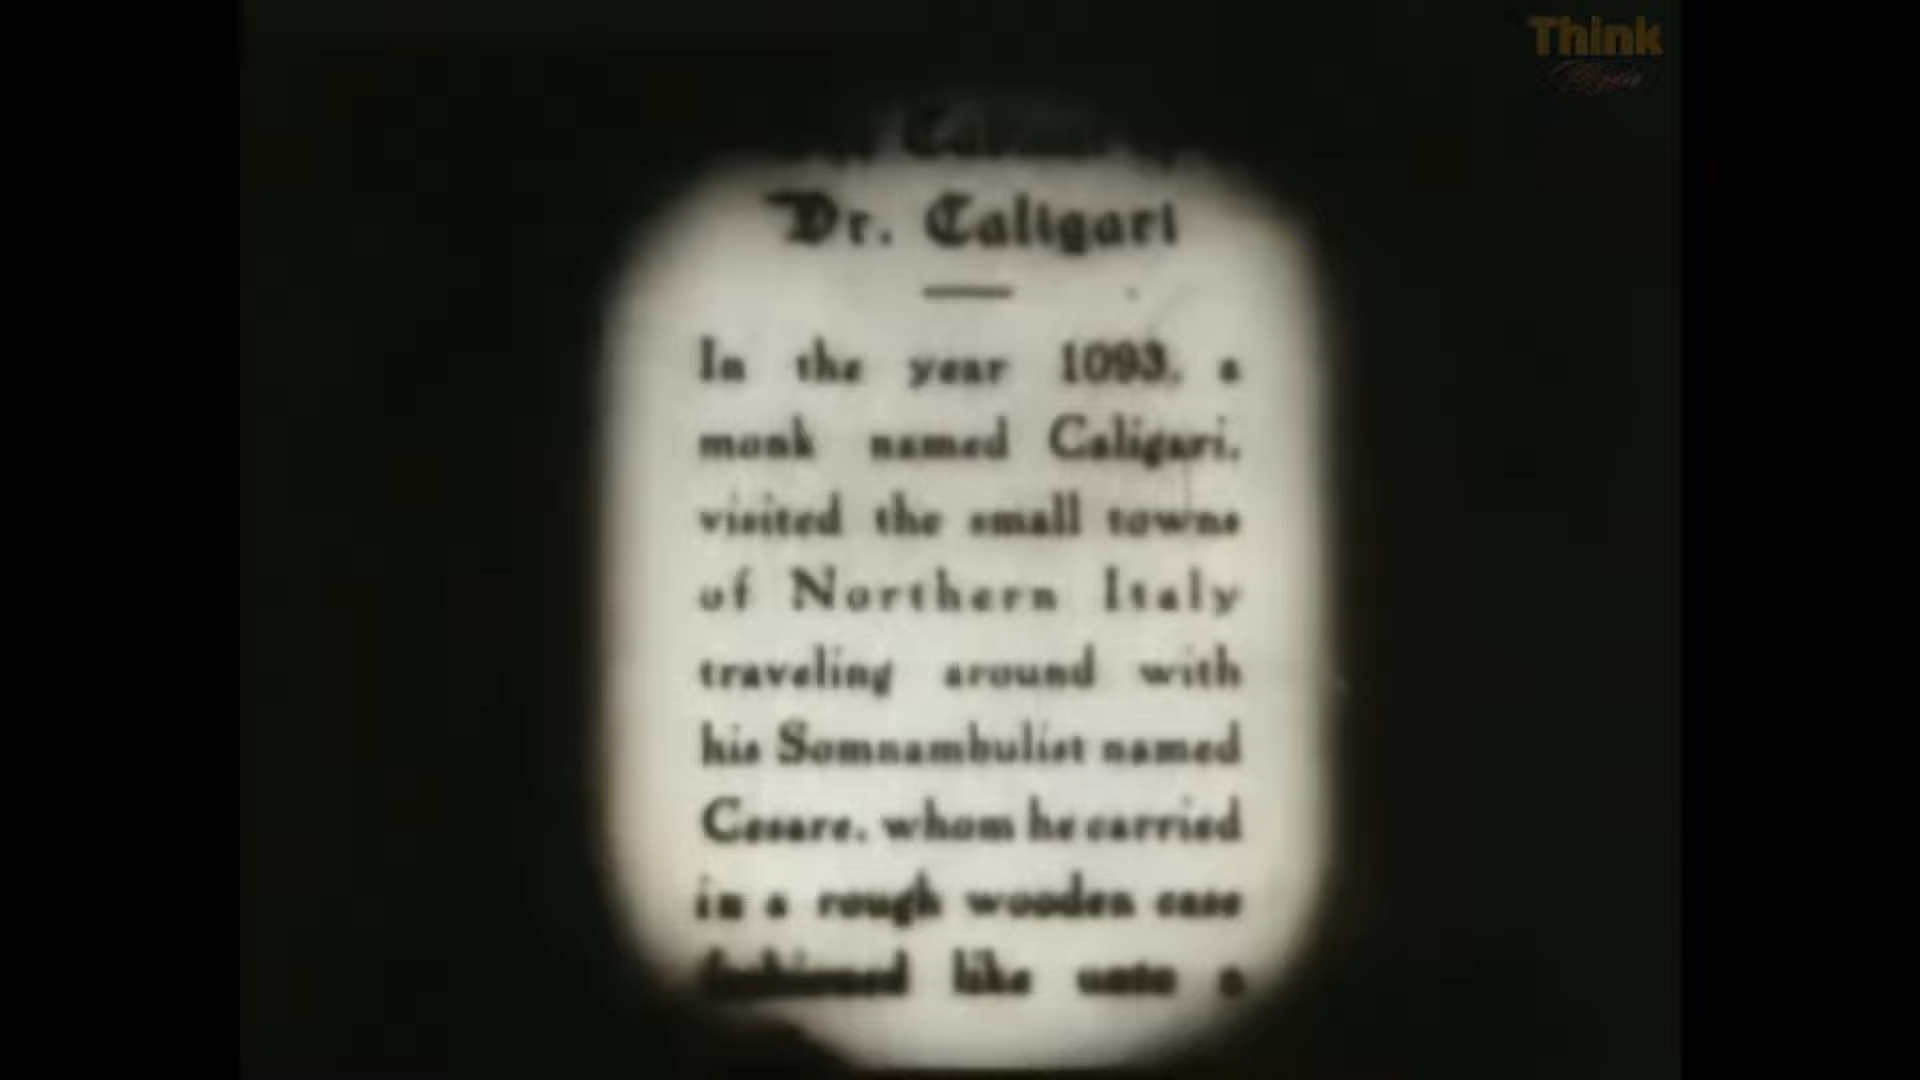 Think
Dr. Caligari
In the year 1093, a
monk named Caligari,
visited the small towns
of Northern Italy
traveling around with
his Somnambulist named
Cesare, whom he carried
in a rough wooden case
fashioned like unto a